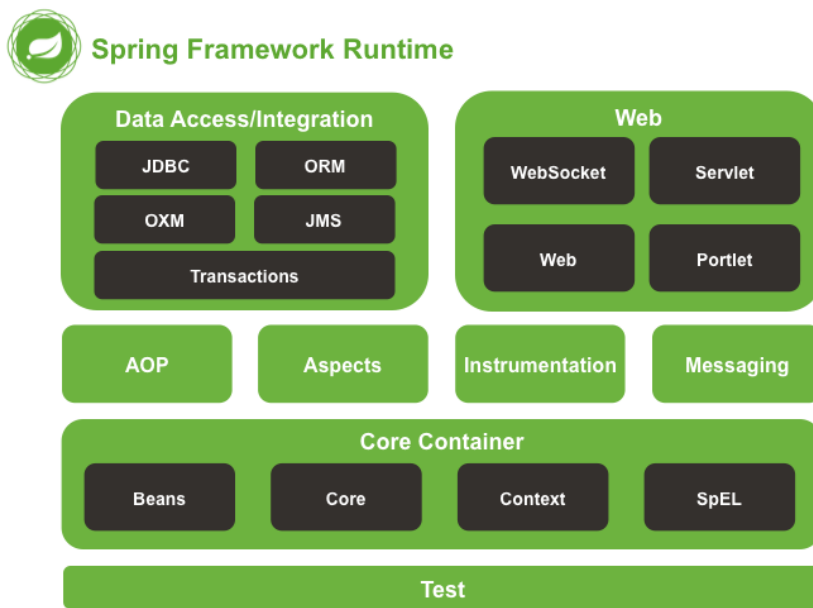 Spring Framework Runtime
Data Access/Integration
JDBC
ORM
OXM
JMS
Transactions
Web
WebSocket
Servlet
Web
Portlet
AOP
Aspects
Instrumentation
Messaging
Core Container
Beans
Core
Context
SpEL
Test